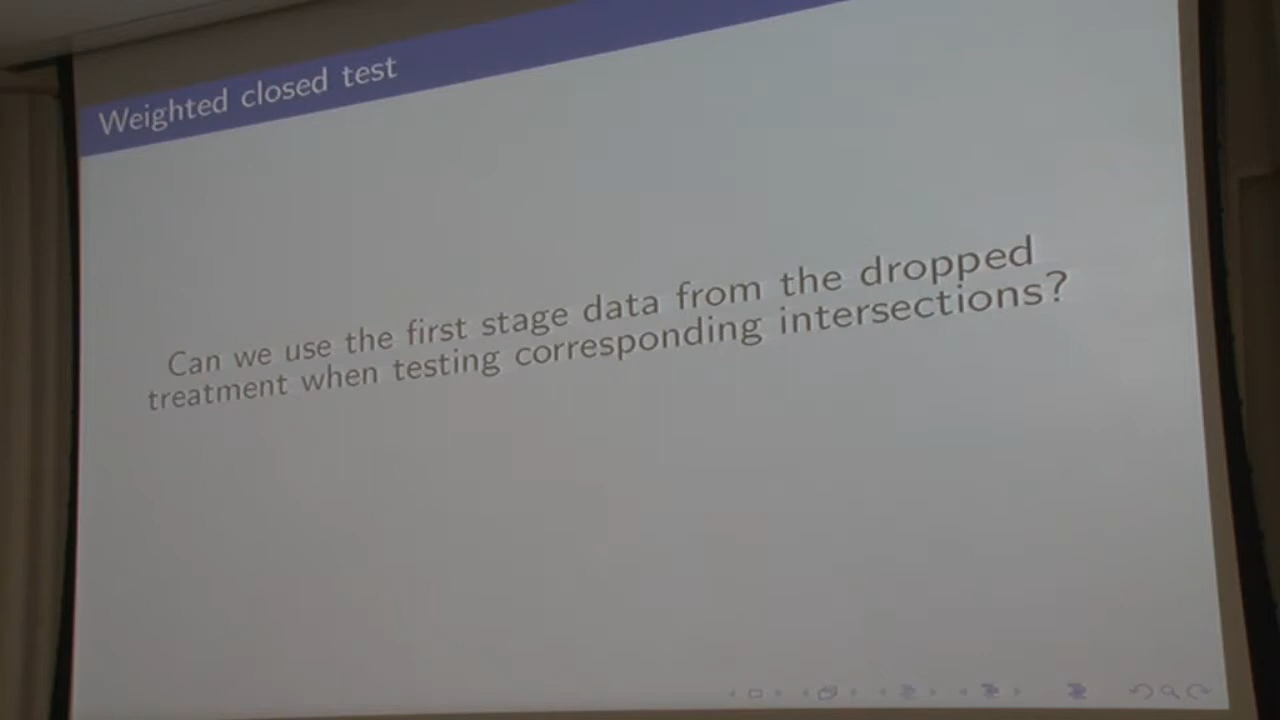 Weighted closed test
Can we use the first stage data from the dropped
treatment when testing corresponding intersections?